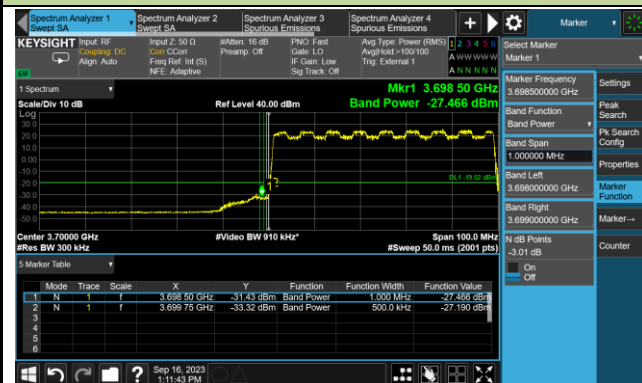 Spectrum Analyzer 1
Swept SA
Spectrum Analyzer 2
Swept SA
Spectrum Analyzer 3
Spurious Emissions
Spectrum Analyzer 4
Spurious Emissions
+
Marker
KEYSIGHT
Input: RF
Coupling: DC
Align: Auto
Input Z: 50 Ω
Corr CCorr
Freq Ref: Int (S)
NFE: Adaptive
#Atten: 16 dB
Preamp: Off
PNO: Fast
Gate: LO
IF Gain: Low
Sig Track: Off
Avg Type: Power (RMS)
Avg|Hold:>100/100
Trig: External 1
1 2 3 4 5 6
A W W W W W
A N N N N N
Select Marker
Marker 1
1 Spectrum
Scale/Div 10 dB
Ref Level 40.00 dBm
Mkr1 3.698 50 GHz
Band Power -27.466 dBm
Log
30.0
20.0
10.0
0.00
-10.0
-20.0
-30.0
-40.0
-50.0
DL1 -19.02 dBm
1
2
Center 3.70000 GHz
#Res BW 300 kHz
#Video BW 910 kHz*
Span 100.0 MHz
#Sweep 50.0 ms (2001 pts)
5 Marker Table
Mode Trace Scale X Y Function Function Width Function Value
1 N 1 f 3.698 50 GHz -31.43 dBm Band Power 1.000 MHz -27.466 dBm
2 N 1 f 3.699 75 GHz -33.32 dBm Band Power 500.0 kHz -27.190 dBm
3
4
5
6
Marker Frequency
3.698500000 GHz
Band Function
Band Power
Band Span
1.000000 MHz
Band Left
3.698000000 GHz
Band Right
3.699000000 GHz
N dB Points
-3.01 dB
On
Off
Settings
Peak
Search
Pk Search
Config
Properties
Marker
Function
Marker→
Counter
?
Sep 16, 2023
1:11:43 PM